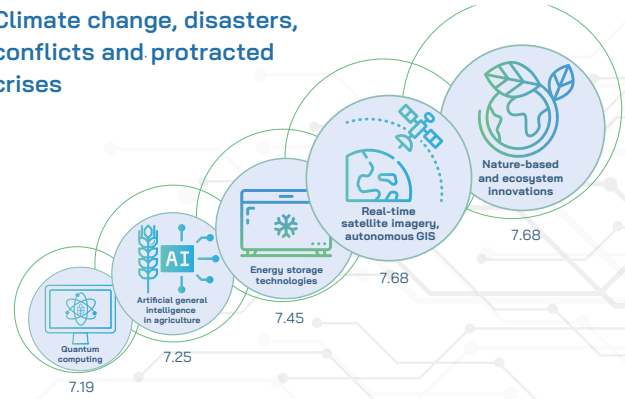 Climate change, disasters,
conflicts and protracted
crises
Nature-based
and ecosystem
innovations
7.68
Real-time
satellite imagery,
autonomous GIS
7.68
Energy storage
technologies
7.45
AI
Artificial general
intelligence
in agriculture
7.25
Quantum
computing
7.19